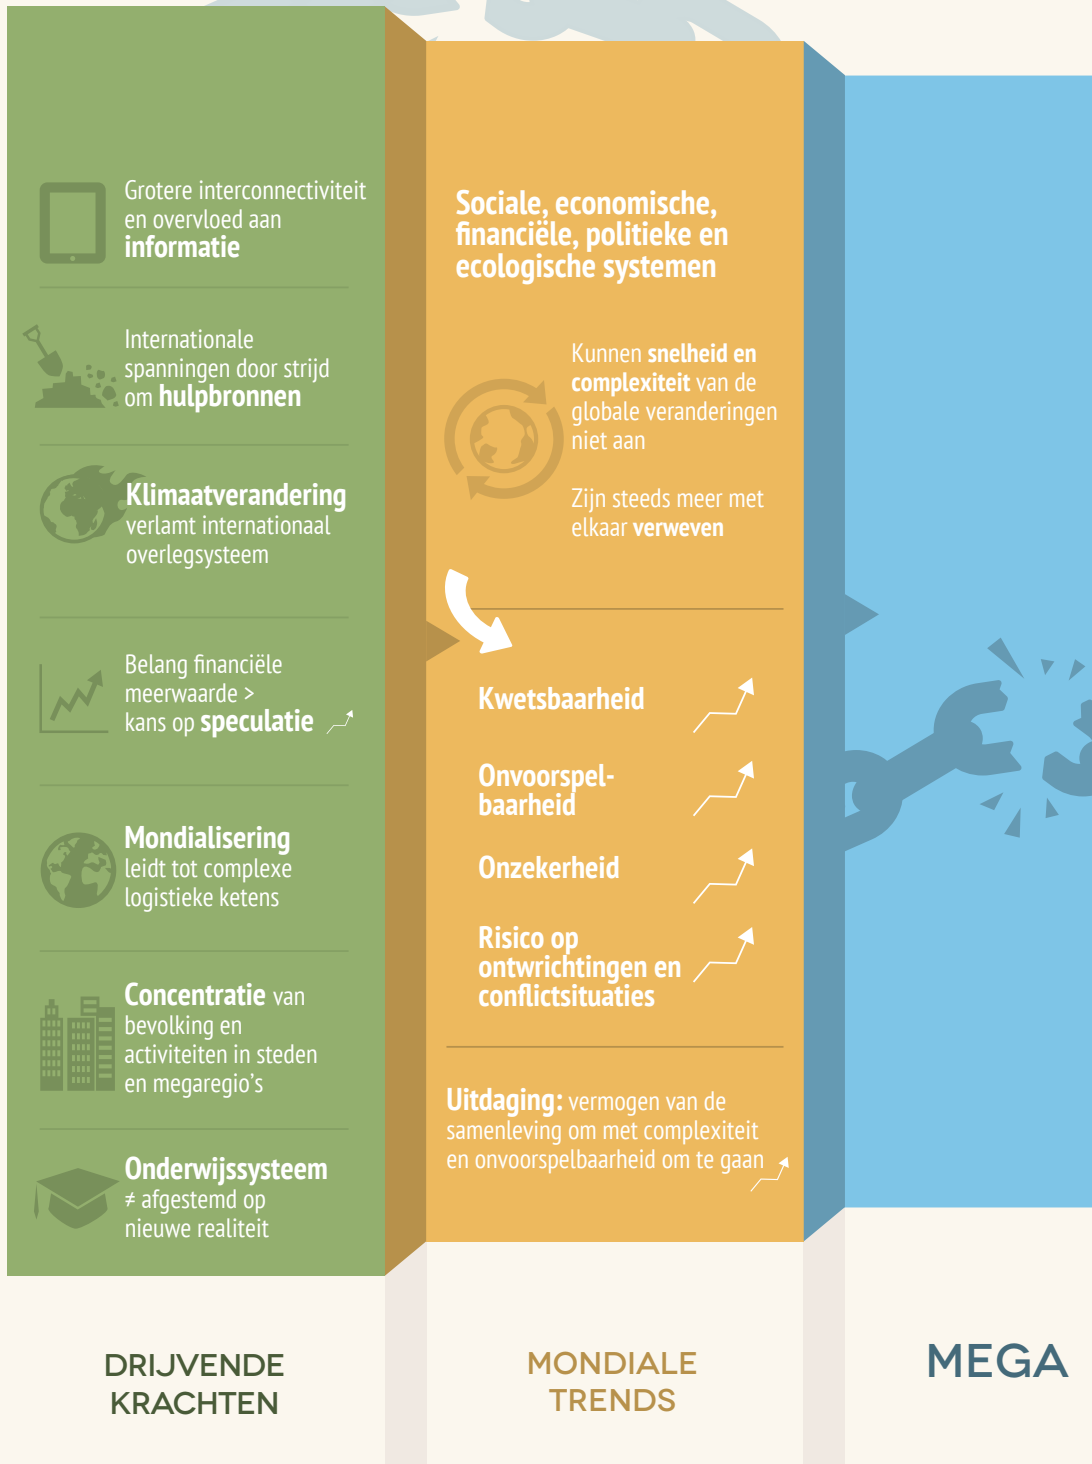 Grotere interconnectiviteit
en overvloed aan
informatie
Internationale
spanningen door strijd
om hulpbronnen
Klimaatverandering
verlamt internationaal
overlegsysteem
Belang financiële
meerwaarde >
kans op speculatie
Mondialisering
leidt tot complexe
logistieke ketens
Concentratie van
bevolking en
activiteiten in steden
en megaregio's
Onderwijssysteem
≠ afgestemd op
nieuwe realiteit
DRIJVENDE
KRACHTEN
Sociale, economische,
financiële, politieke en
ecologische systemen
Kunnen snelheid en
complexiteit van de
globale veranderingen
niet aan
Zijn steeds meer met
elkaar verweven
Kwetsbaarheid
Onvoorspel-
baarheid
Onzekerheid
Risico op
ontwrichtingen en
conflictsituaties
Uitdaging: vermogen van de
samenleving om met complexiteit
en onvoorspelbaarheid om te gaan
MONDIALE
TRENDS
MEGA